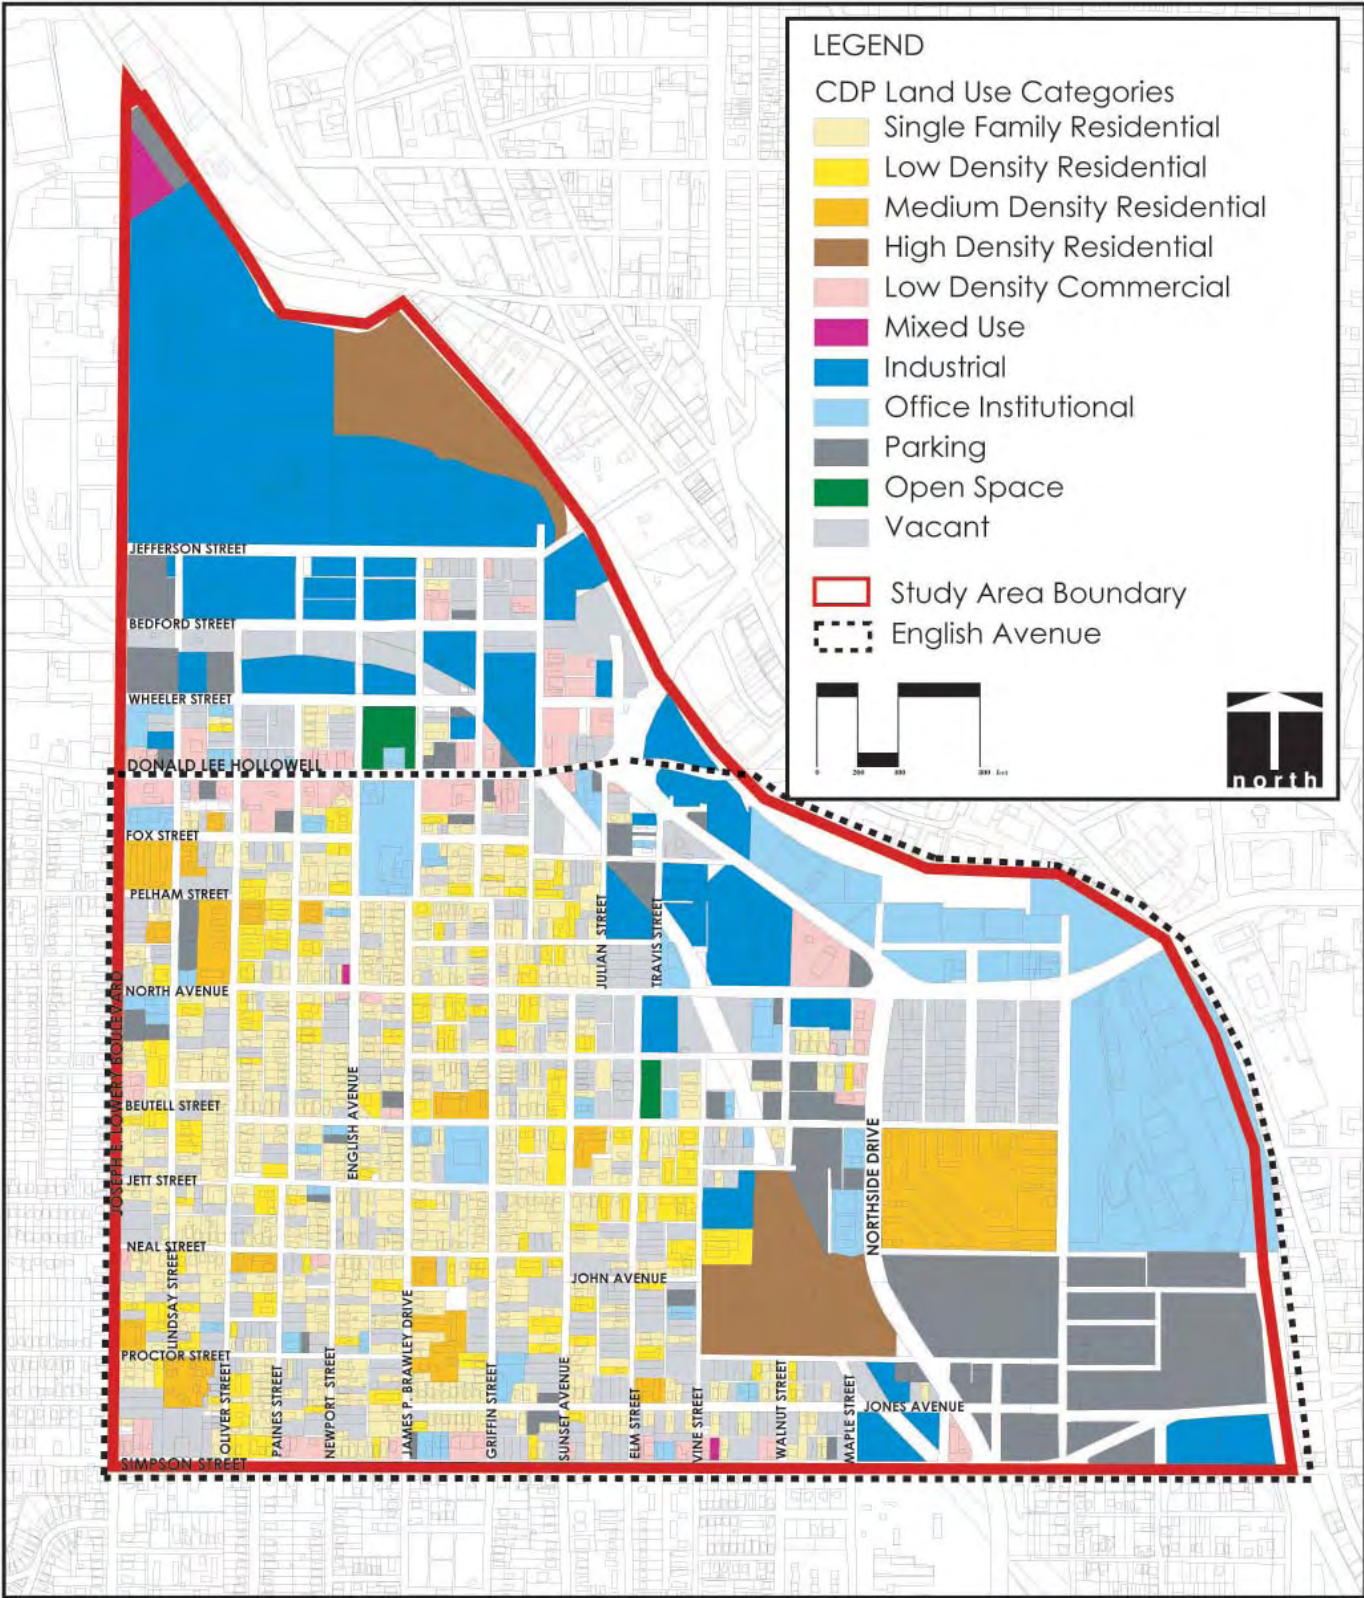 LEGEND
CDP Land Use Categories
Single Family Residential
Low Density Residential
Medium Density Residential
High Density Residential
Low Density Commercial
Mixed Use
Industrial
Office Institutional
Parking
Open Space
Vacant
Study Area Boundary
English Avenue
0 200 400 800 feet
north
JEFFERSON STREET
BEDFORD STREET
WHEELER STREET
DONALD LEE HOLLOWELL
FOX STREET
PELHAM STREET
JULIAN STREET
TRAVIS STREET
NORTH AVENUE
JOSEPH E. LOWERY BOULEVARD
ENGLISH AVENUE
BEUTELL STREET
NORTHSIDE DRIVE
JETT STREET
NEAL STREET
LINDSAY STREET
JOHN AVENUE
JAMES P. BRAWLEY DRIVE
PROCTOR STREET
OLIVER STREET
PAINES STREET
NEWPORT STREET
GRIFFIN STREET
SUNSET AVENUE
ELM STREET
VINE STREET
WALNUT STREET
MAPLE STREET
JONES AVENUE
SIMPSON STREET